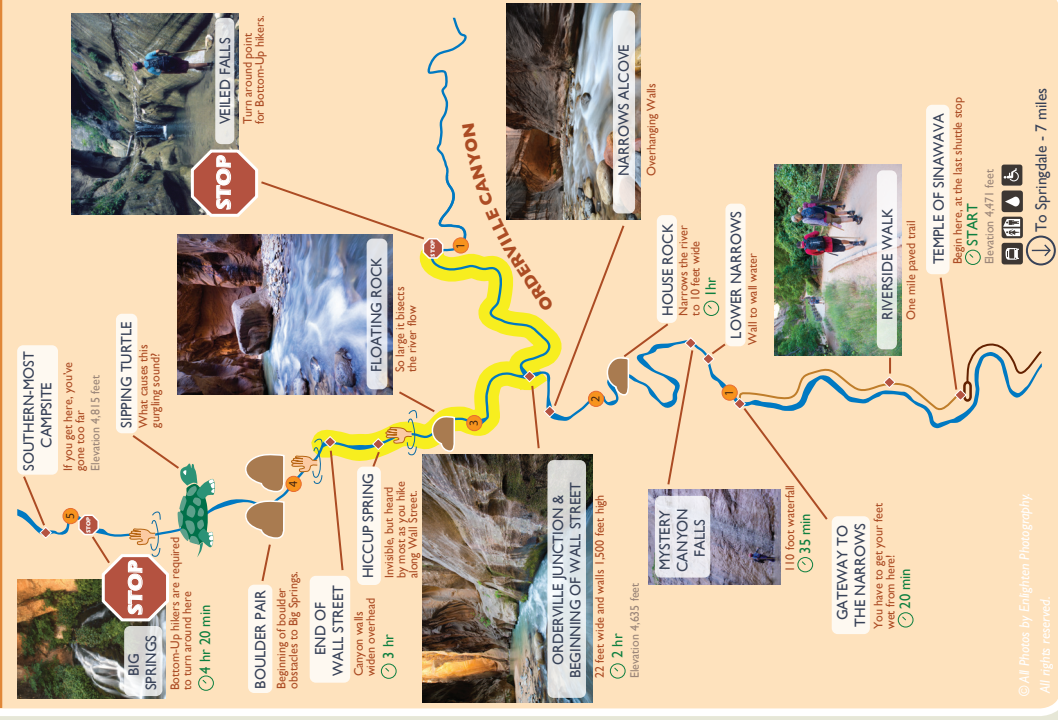 SOUTHERN-MOST
CAMPSITE
If you get here, you've
gone too far
Elevation 4,815 feet
5
STOP
STOP
BIG
SPRINGS
Bottom-Up hikers are required
to turn around here
4 hr 20 min
SIPPING TURTLE
What causes this
gurgling sound?
BOULDER PAIR
Beginning of boulder
obstacles to Big Springs.
4
END OF
WALL STREET
Canyon walls
widen overhead
3 hr
HICCUP SPRING
Invisible, but heard
by most, as you hike
along Wall Street.
FLOATING ROCK
So large it bisects
the river flow
3
VEILED FALLS
Turn around point
for Bottom-Up hikers.
STOP
STOP
1
ORDERVILLE CANYON
ORDERVILLE JUNCTION &
BEGINNING OF WALL STREET
22 feet wide and walls 1,500 feet high
2 hr
Elevation 4,635 feet
NARROWS ALCOVE
Overhanging Walls
2
HOUSE ROCK
Narrows the river
to 10 feet wide
1hr
MYSTERY
CANYON
FALLS
110 foot waterfall
35 min
LOWER NARROWS
Wall to wall water
1
GATEWAY TO
THE NARROWS
You have to get your feet
wet from here!
20 min
RIVERSIDE WALK
One mile paved trail
TEMPLE OF SINAWAVA
Begin here, at the last shuttle stop
START
Elevation 4,471 feet
To Springdale - 7 miles
© All Photos by Enlighten Photography.
All rights reserved.